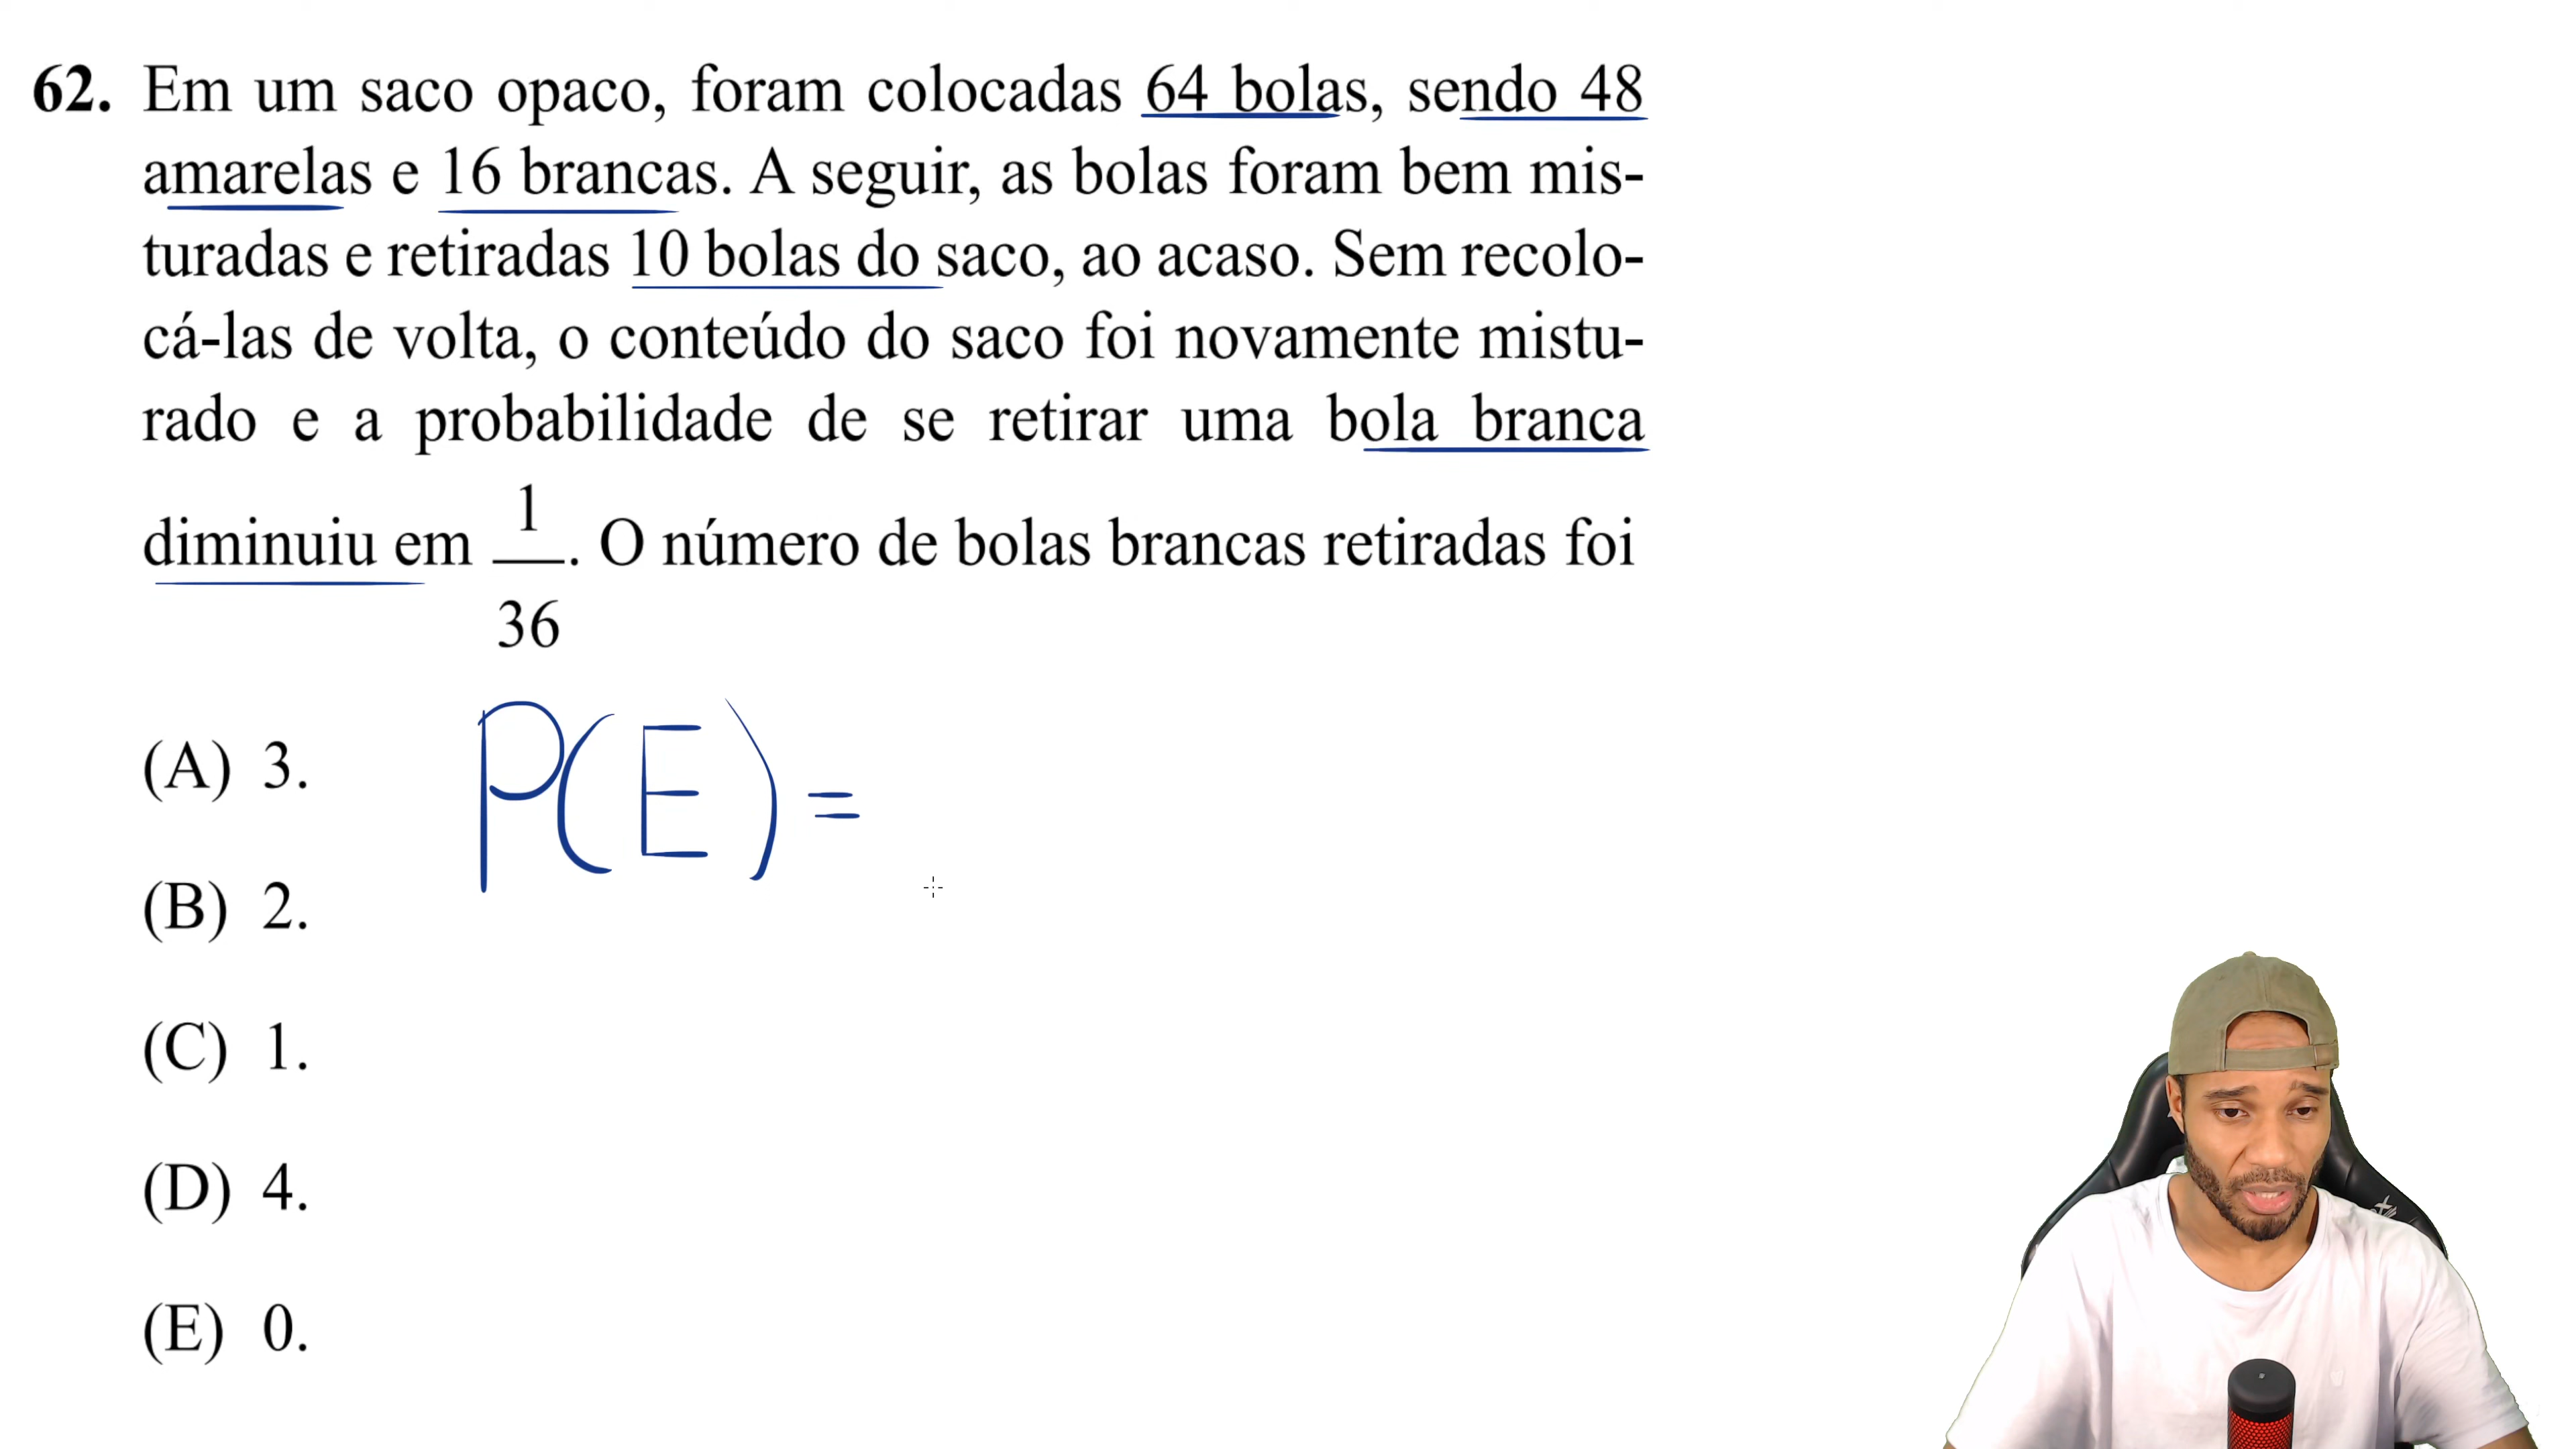 62. Em um saco opaco, foram colocadas 64 bolas, sendo 48
amarelas e 16 brancas. A seguir, as bolas foram bem mis-
turadas e retiradas 10 bolas do saco, ao acaso. Sem recolo-
cá-las de volta, o conteúdo do saco foi novamente mistu-
rado e a probabilidade de se retirar uma bola branca
diminuiu em 1/36. O número de bolas brancas retiradas foi
(A) 3.
P(E) =
(B) 2.
(C) 1.
(D) 4.
(E) 0.